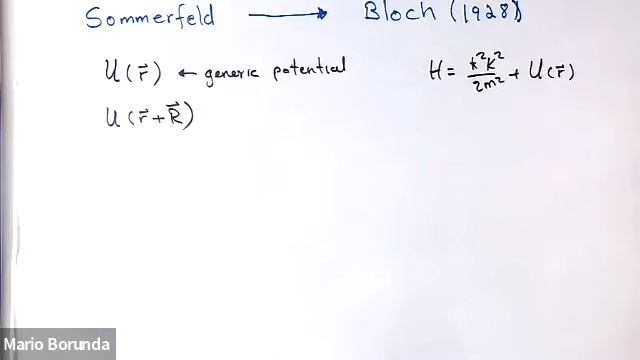 Sommerfeld ⟶ Bloch (1928)
U(r⃗) ← generic potential
H = ħ²k²/2m² + U(r⃗)
U(r⃗+R⃗)
Mario Borunda